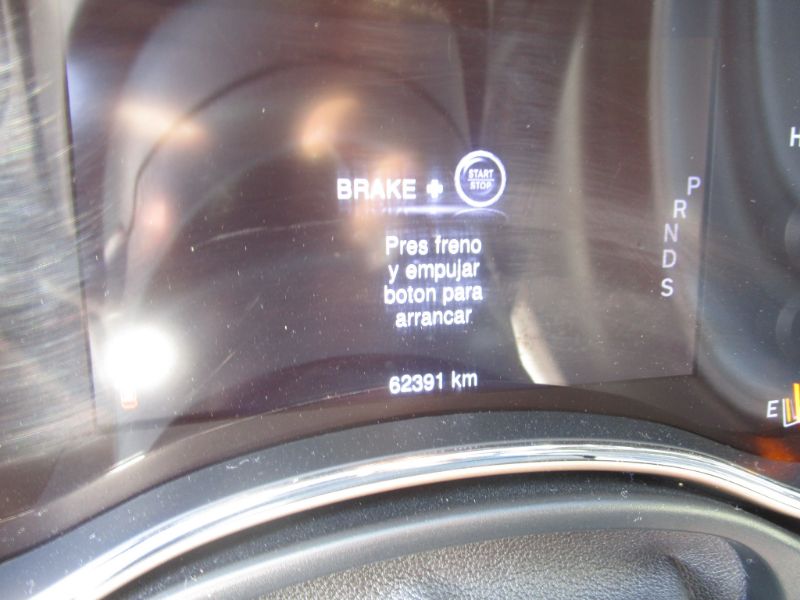 BRAKE + START STOP
Pres freno
y empujar
boton para
arrancar
62391 km
P
R
N
D
S
H
E